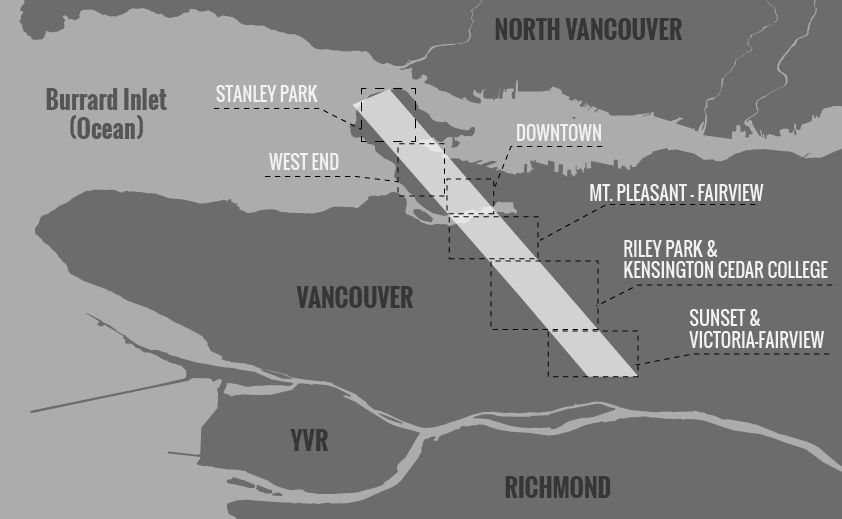 NORTH VANCOUVER
Burrard Inlet
(Ocean)
STANLEY PARK
DOWNTOWN
WEST END
MT. PLEASANT - FAIRVIEW
RILEY PARK &
KENSINGTON CEDAR COLLEGE
VANCOUVER
SUNSET &
VICTORIA-FAIRVIEW
YVR
RICHMOND